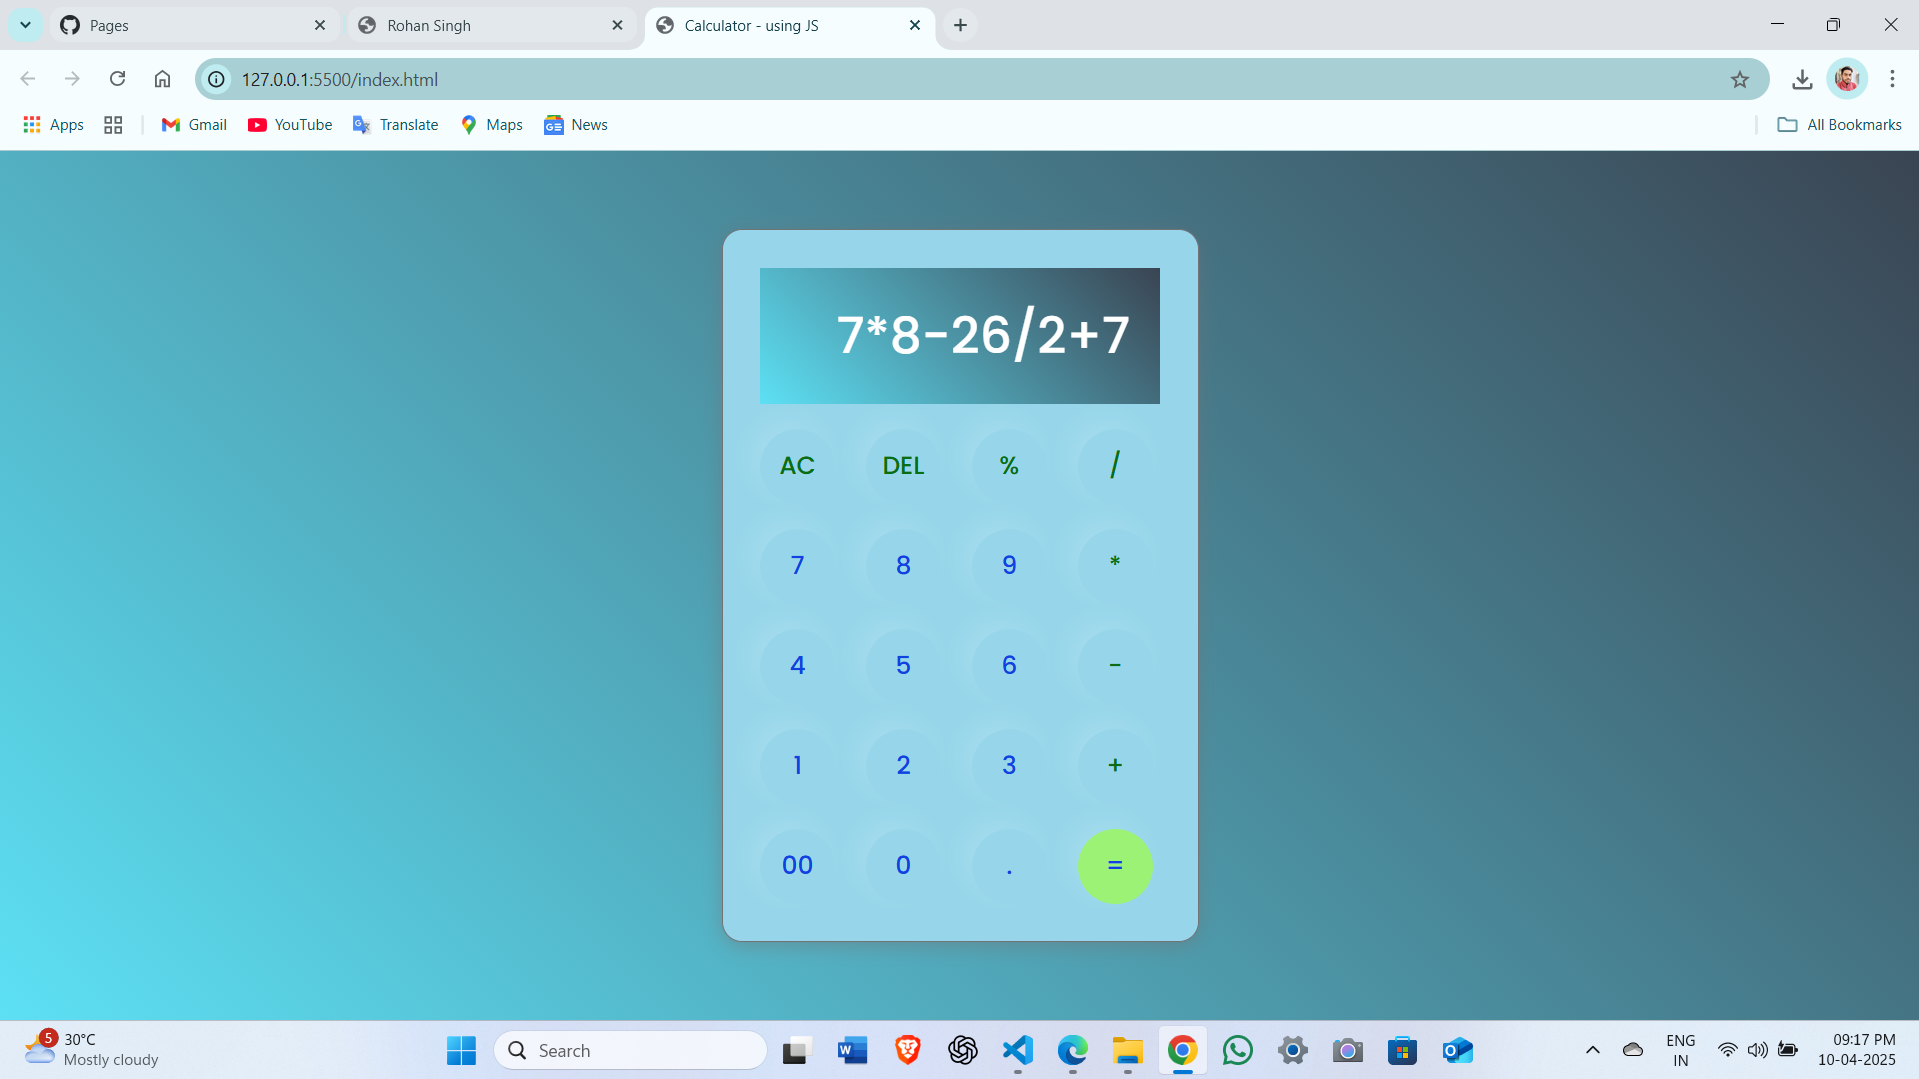 Pages
Rohan Singh
Calculator - using JS
127.0.0.1:5500/index.html
Apps
Gmail
YouTube
Translate
Maps
News
All Bookmarks
7*8-26/2+7
AC DEL % /
7 8 9 *
4 5 6 -
1 2 3 +
00 0 . =
5
30°C
Mostly cloudy
Search
ENG
IN
09:17 PM
10-04-2025